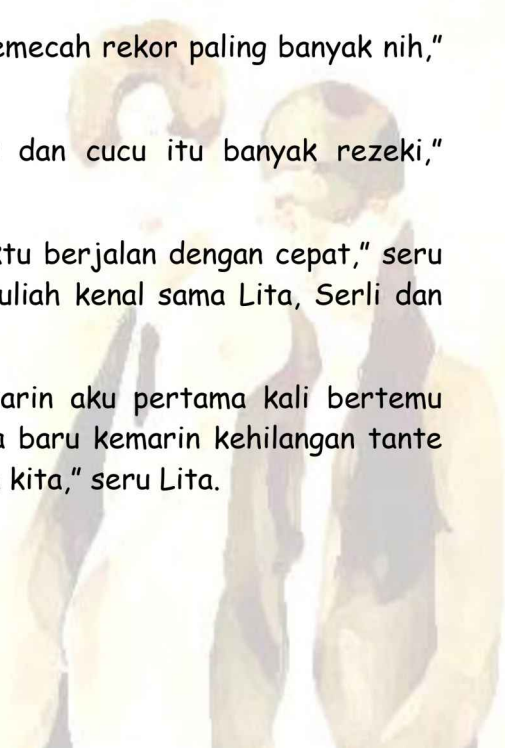 emecah rekor paling banyak nih,”
dan cucu itu banyak rezeki,”
tu berjalan dengan cepat,” seru
uliah kenal sama Lita, Serli dan
arin aku pertama kali bertemu
baru kemarin kehilangan tante
kita,” seru Lita.